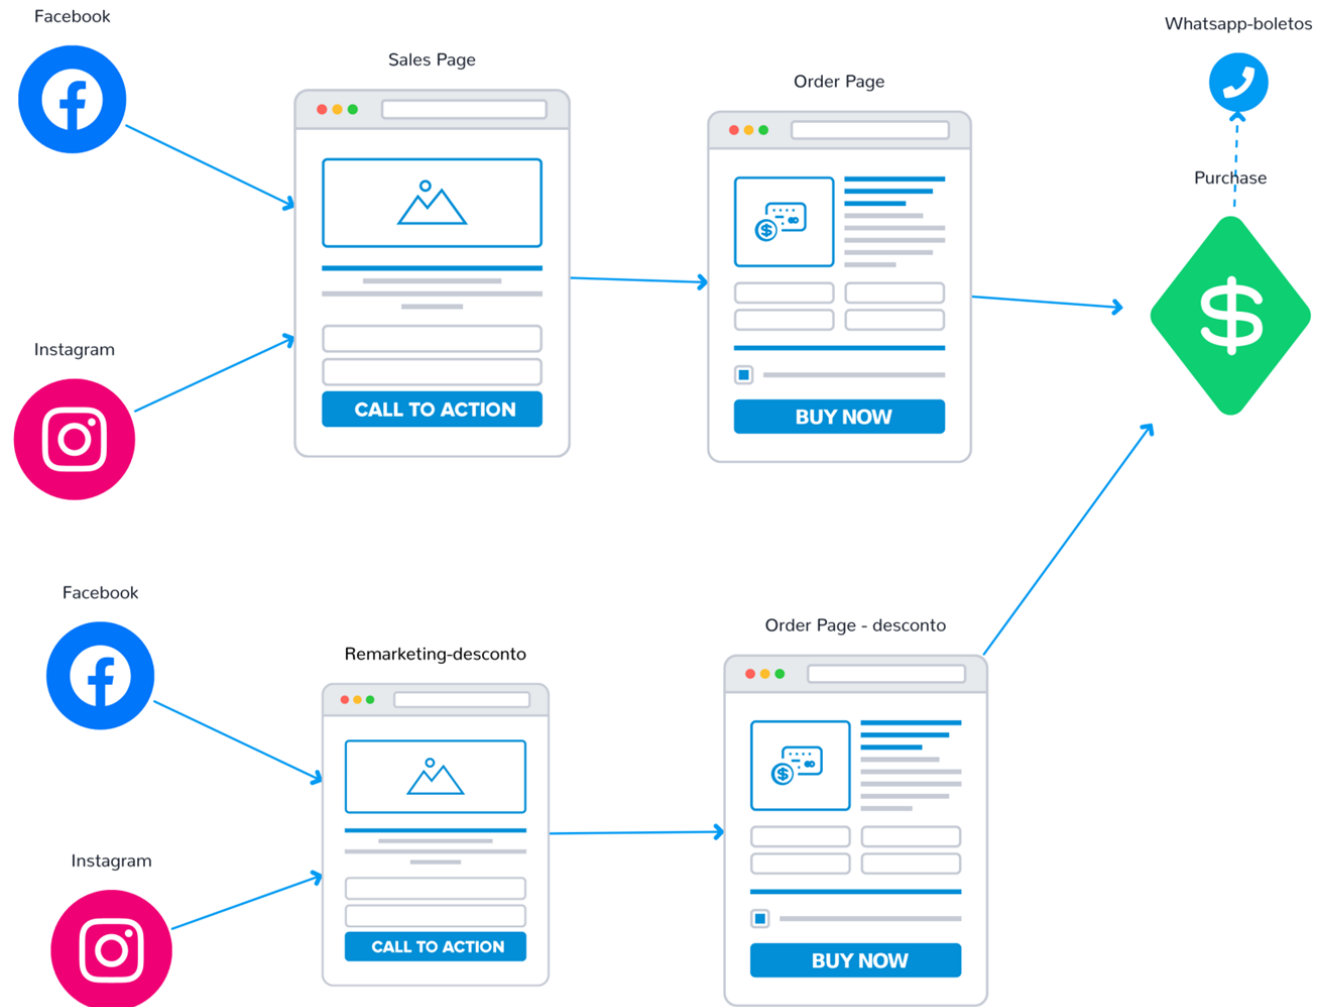 Facebook
Sales Page
Order Page
Whatsapp-boletos
Purchase
$
$
Instagram
CALL TO ACTION
BUY NOW
Facebook
Remarketing-desconto
Order Page - desconto
$
Instagram
CALL TO ACTION
BUY NOW